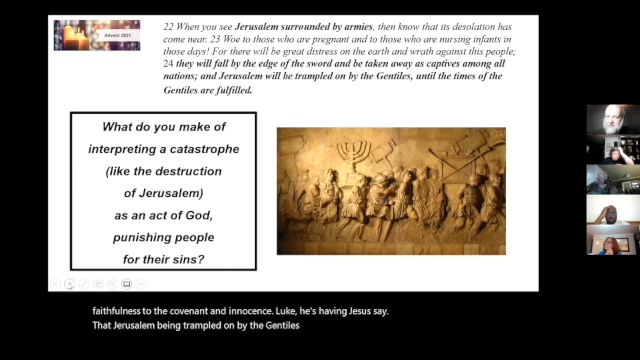 Advent 2021
22 When you see Jerusalem surrounded by armies, then know that its desolation has
come near. 23 Woe to those who are pregnant and to those who are nursing infants in
those days! For there will be great distress on the earth and wrath against this people;
24 they will fall by the edge of the sword and be taken away as captives among all
nations; and Jerusalem will be trampled on by the Gentiles, until the times of the
Gentiles are fulfilled.
What do you make of
interpreting a catastrophe
(like the destruction
of Jerusalem)
as an act of God,
punishing people
for their sins?
faithfulness to the covenant and innocence. Luke, he's having Jesus say.
That Jerusalem being trampled on by the Gentiles